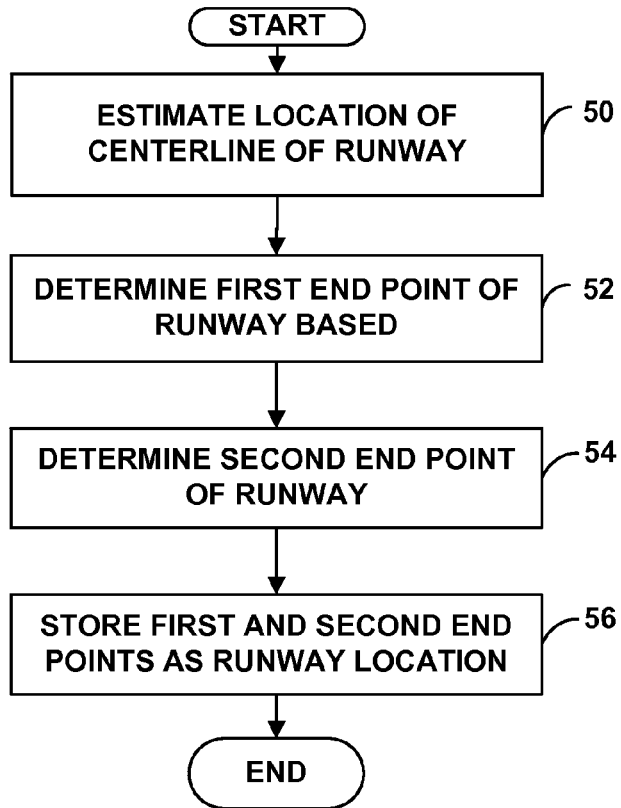 START
ESTIMATE LOCATION OF
CENTERLINE OF RUNWAY
50
DETERMINE FIRST END POINT OF
RUNWAY BASED
52
DETERMINE SECOND END POINT
OF RUNWAY
54
STORE FIRST AND SECOND END
POINTS AS RUNWAY LOCATION
56
END